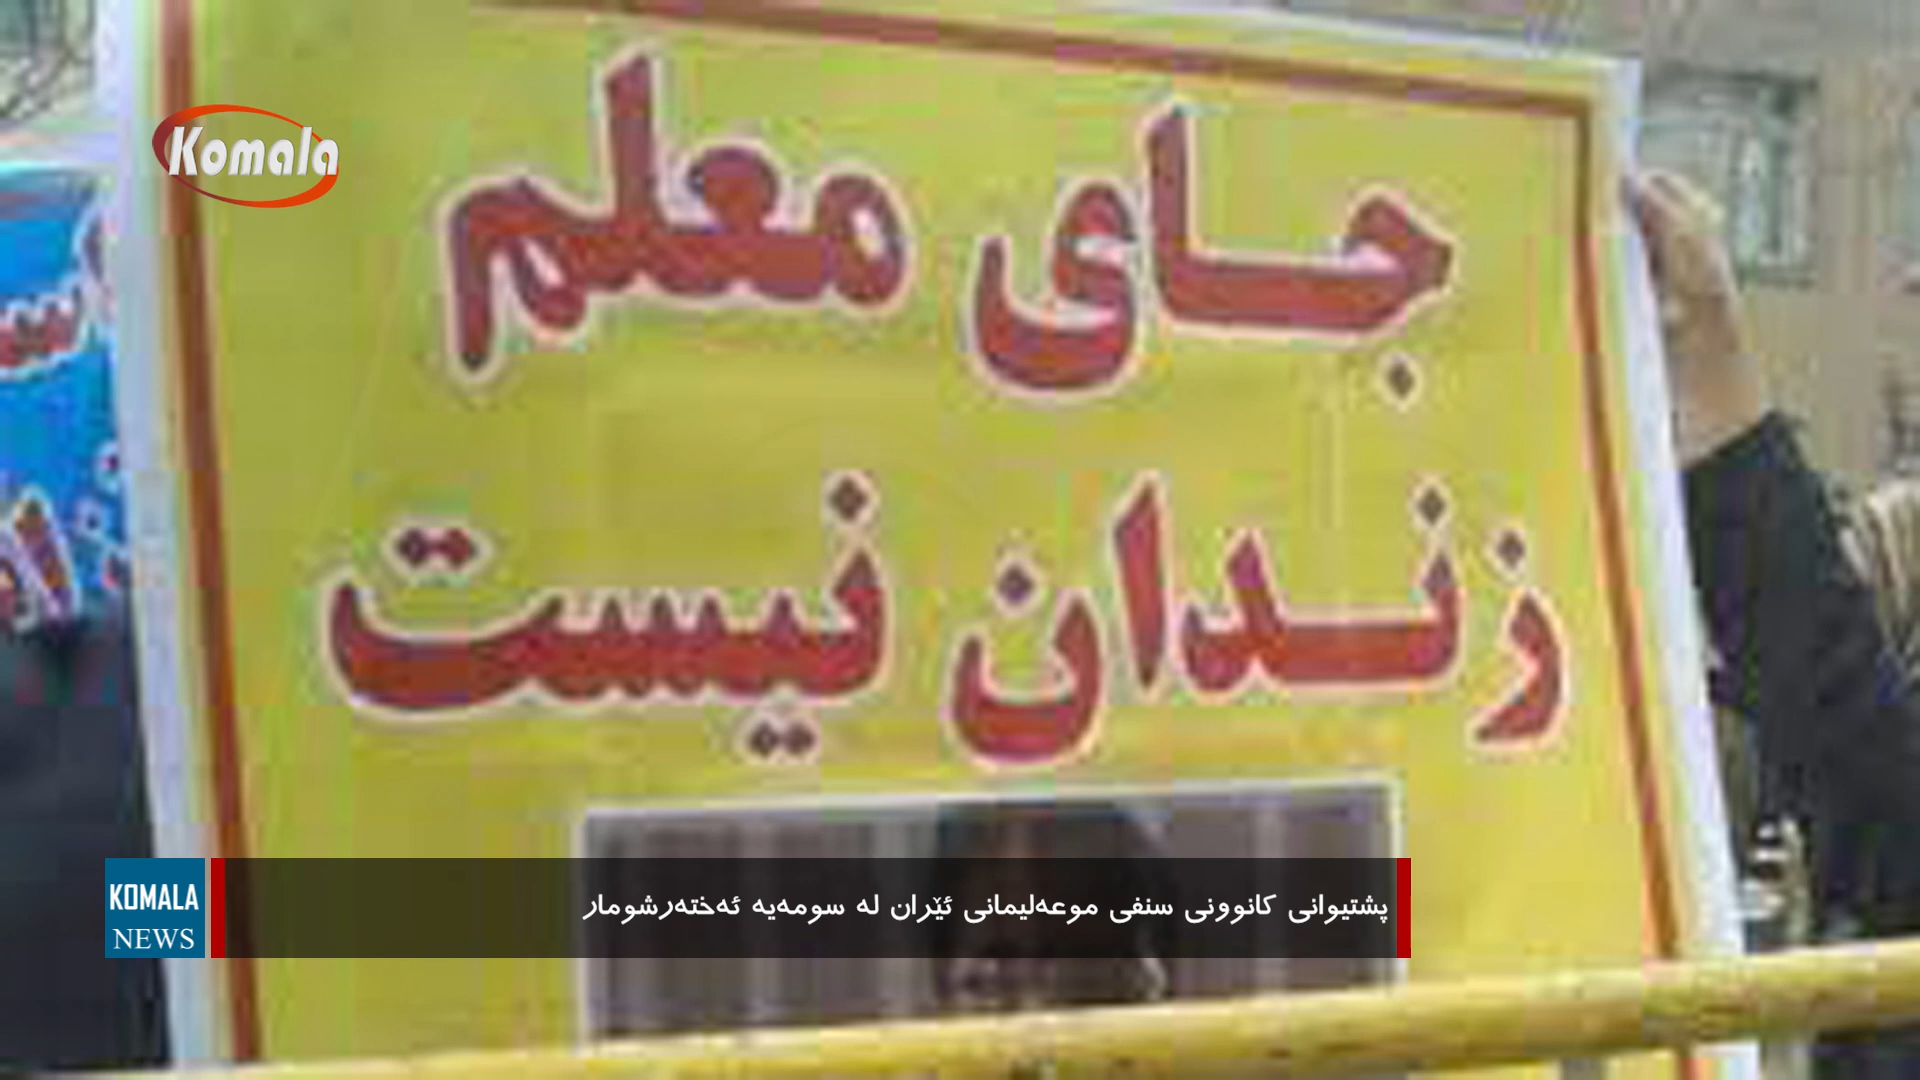 Komala
جای معلم
زندان نیست
KOMALA
NEWS
پشتیوانی کانوونی سنفی موعەلیمانی ئێران لە سومەیە ئەختەرشومار